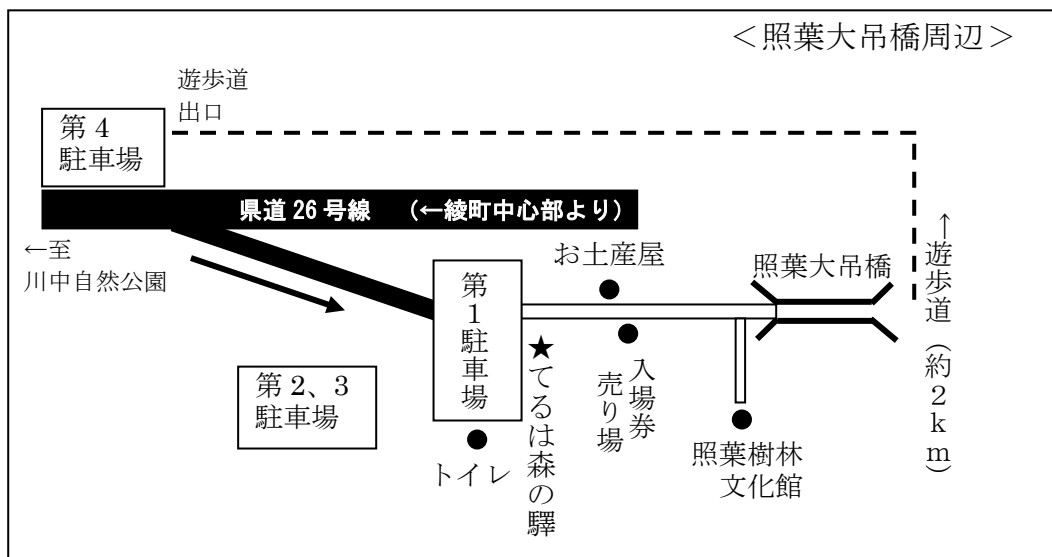 ＜照葉大吊橋周辺＞
遊歩道
出口
第４
駐車場
県道26号線　（←綾町中心部より）
←至
川中自然公園
お土産屋
照葉大吊橋
←遊歩道（約２ｋｍ）
第１駐車場
★てるは森の驛
入場券
売り場
第２、３
駐車場
トイレ
照葉樹林
文化館